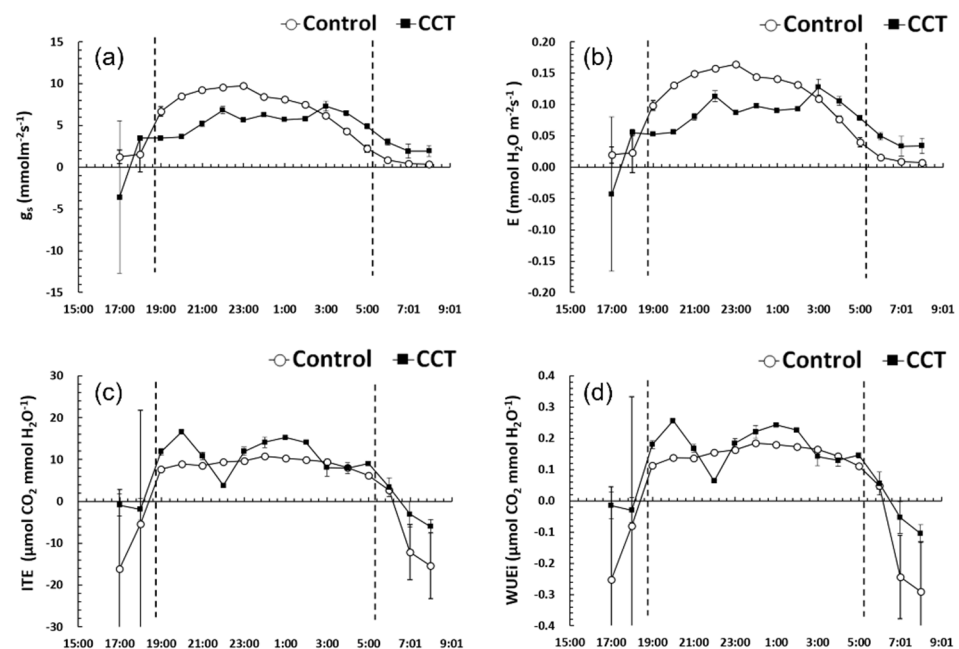 Control CCT
Control CCT
(a)
15
10
5
0
-5
-10
-15
gs (mmolm⁻²s⁻¹)
15:00 17:00 19:00 21:00 23:00 1:00 3:00 5:00 7:01 9:01
(b)
0.20
0.15
0.10
0.05
0.00
-0.05
-0.10
-0.15
-0.20
E (mmol H₂O m⁻²s⁻¹)
15:00 17:00 19:00 21:00 23:00 1:00 3:00 5:00 7:01 9:01
Control CCT
Control CCT
(c)
30
20
10
0
-10
-20
-30
ITE (µmol CO₂ mmol H₂O⁻¹)
15:00 17:00 19:00 21:00 23:00 1:00 3:00 5:00 7:01 9:01
(d)
0.4
0.3
0.2
0.1
0.0
-0.1
-0.2
-0.3
-0.4
WUEi (µmol CO₂ mmol H₂O⁻¹)
15:00 17:00 19:00 21:00 23:00 1:00 3:00 5:00 7:01 9:01